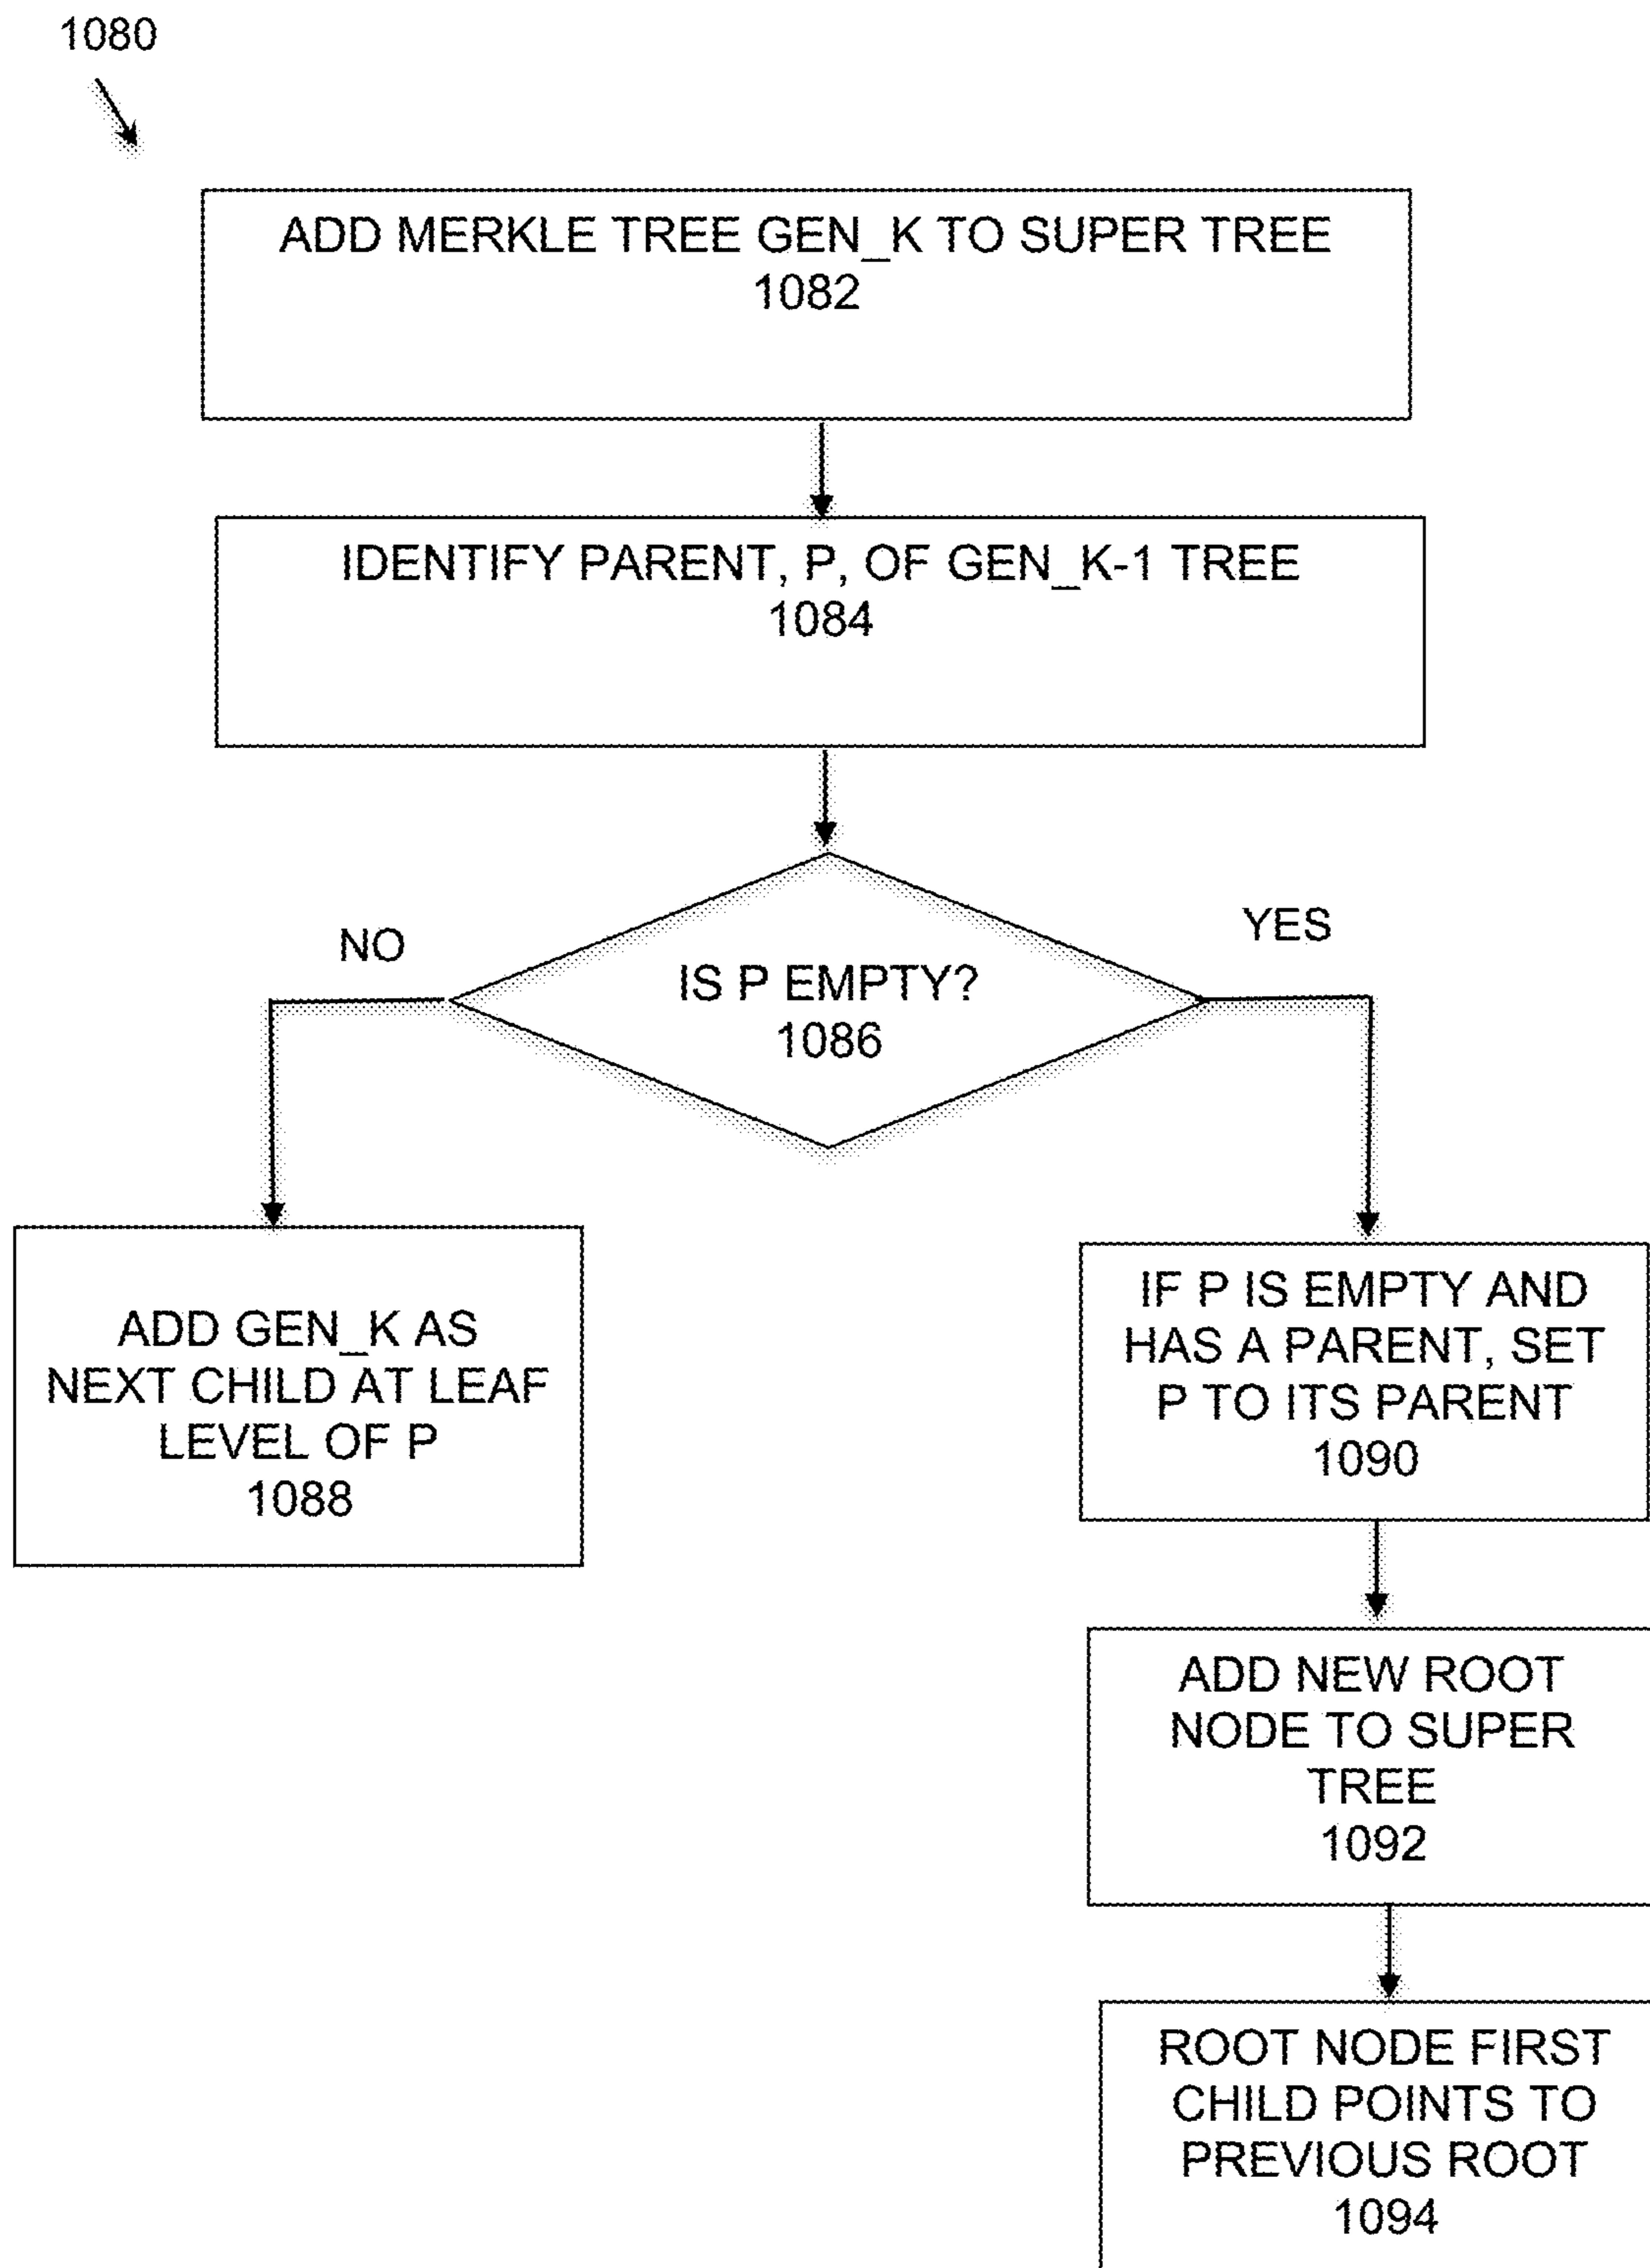 1080
ADD MERKLE TREE GEN_K TO SUPER TREE
1082
IDENTIFY PARENT, P, OF GEN_K-1 TREE
1084
NO
YES
IS P EMPTY?
1086
ADD GEN_K AS
NEXT CHILD AT LEAF
LEVEL OF P
1088
IF P IS EMPTY AND
HAS A PARENT, SET
P TO ITS PARENT
1090
ADD NEW ROOT
NODE TO SUPER
TREE
1092
ROOT NODE FIRST
CHILD POINTS TO
PREVIOUS ROOT
1094